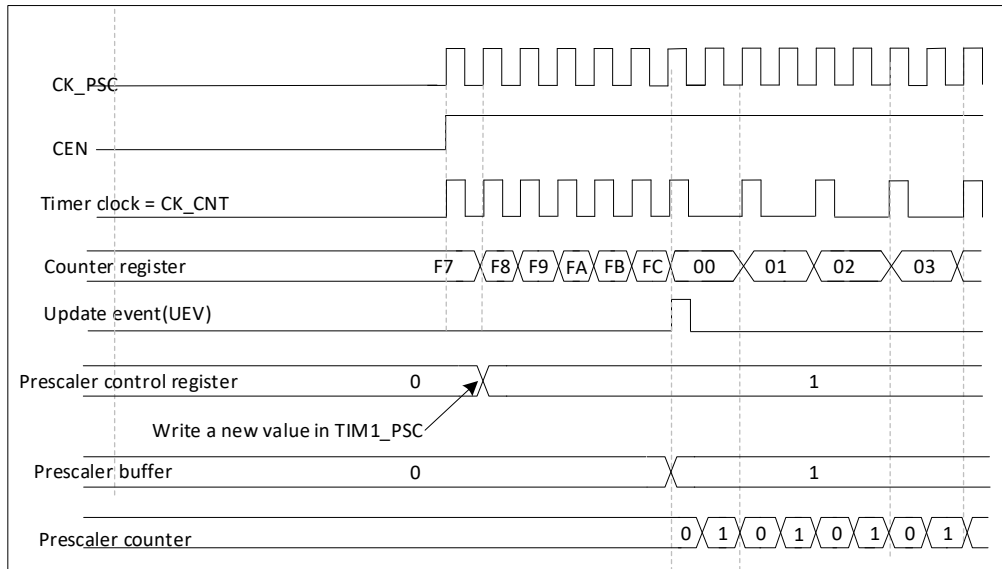 CK_PSC
CEN
Timer clock = CK_CNT
Counter register F7 F8 F9 FA FB FC 00 01 02 03
Update event(UEV)
Prescaler control register 0 1
Write a new value in TIM1_PSC
Prescaler buffer 0 1
Prescaler counter 0 1 0 1 0 1 0 1